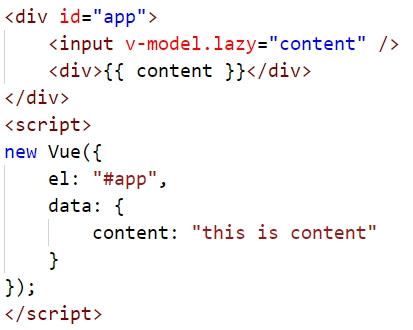 <div id="app">
    <input v-model.lazy="content" />
    <div>{{ content }}</div>
</div>
<script>
new Vue({
    el: "#app",
    data: {
        content: "this is content"
    }
});
</script>